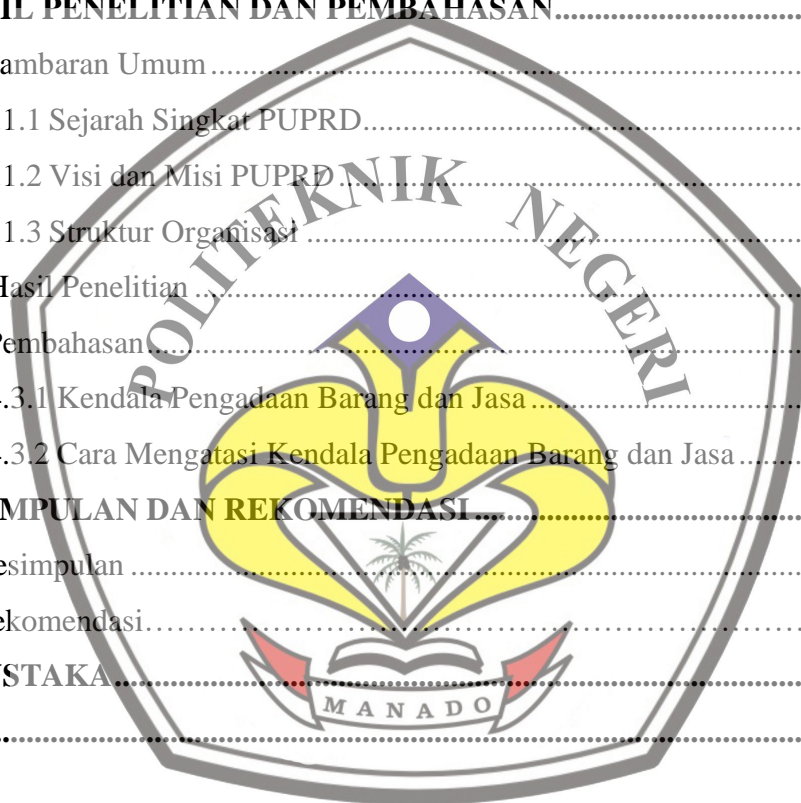 IL PENELITIAN DAN PEMBAHASAN................................
ambaran Umum................................
1.1 Sejarah Singkat PUPRD................................
1.2 Visi dan Misi PUPRD................................
1.3 Struktur Organisasi................................
Hasil Penelitian................................
Pembahasan................................
.3.1 Kendala Pengadaan Barang dan Jasa................................
.3.2 Cara Mengatasi Kendala Pengadaan Barang dan Jasa........
MPULAN DAN REKOMENDASI................................
esimpulan................................
ekomendasi................................
STAKA................................
POLITEKNIK NEGERI
MANADO